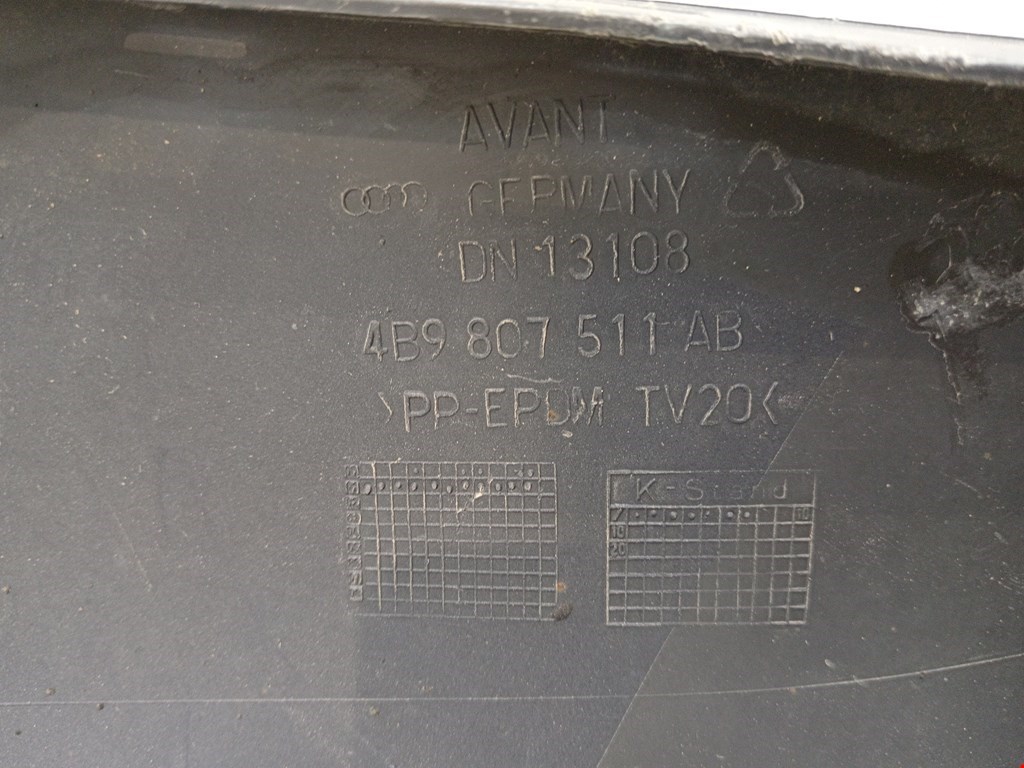 AVANT
GERMANY
DN 13108
4B9 807 511 AB
>PP-EPDM TV20<
K-Stand